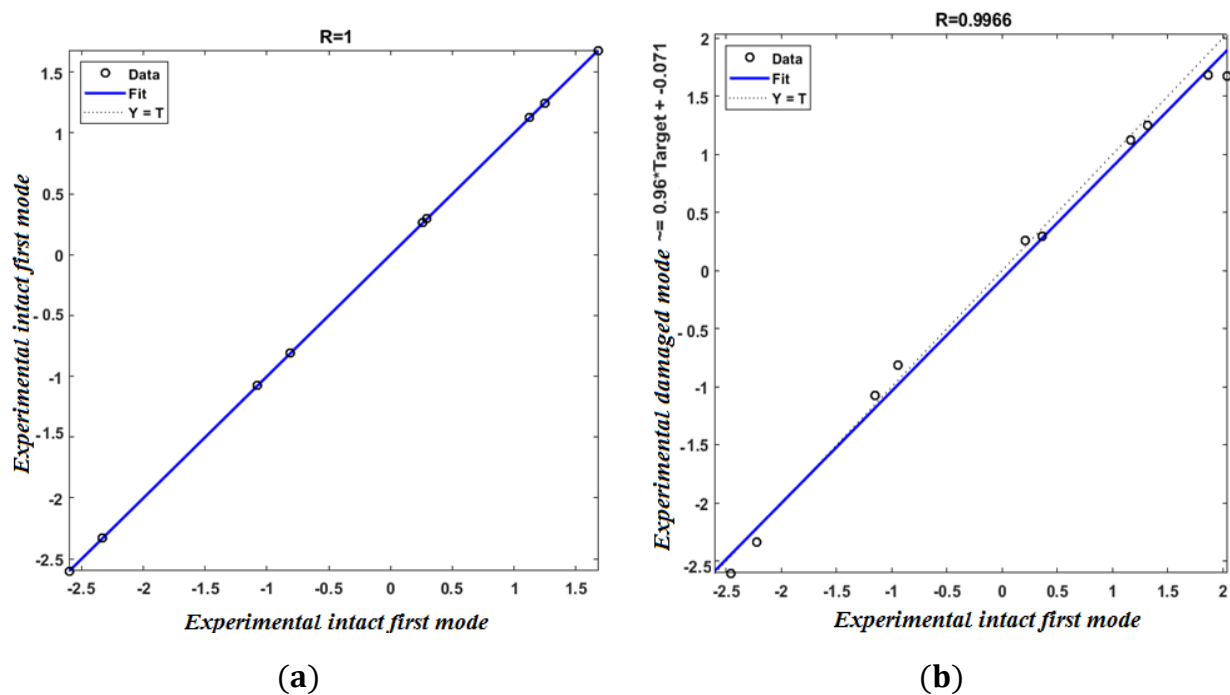 R=1
Data
Fit
Y = T
1.5
1
0.5
0
- 0.5
-1
-1.5
-2
-2.5
Experimental intact first mode
-2.5
-2
-1.5
-1
-0.5
0
0.5
1
1.5
Experimental intact first mode
(a)
R=0.9966
Data
Fit
Y = T
2
1.5
1
0.5
0
- 0.5
-1
-1.5
-2
-2.5
Experimental damaged mode ~= 0.96*Target + -0.071
-2.5
-2
-1.5
-1
-0.5
0
0.5
1
1.5
2
Experimental intact first mode
(b)